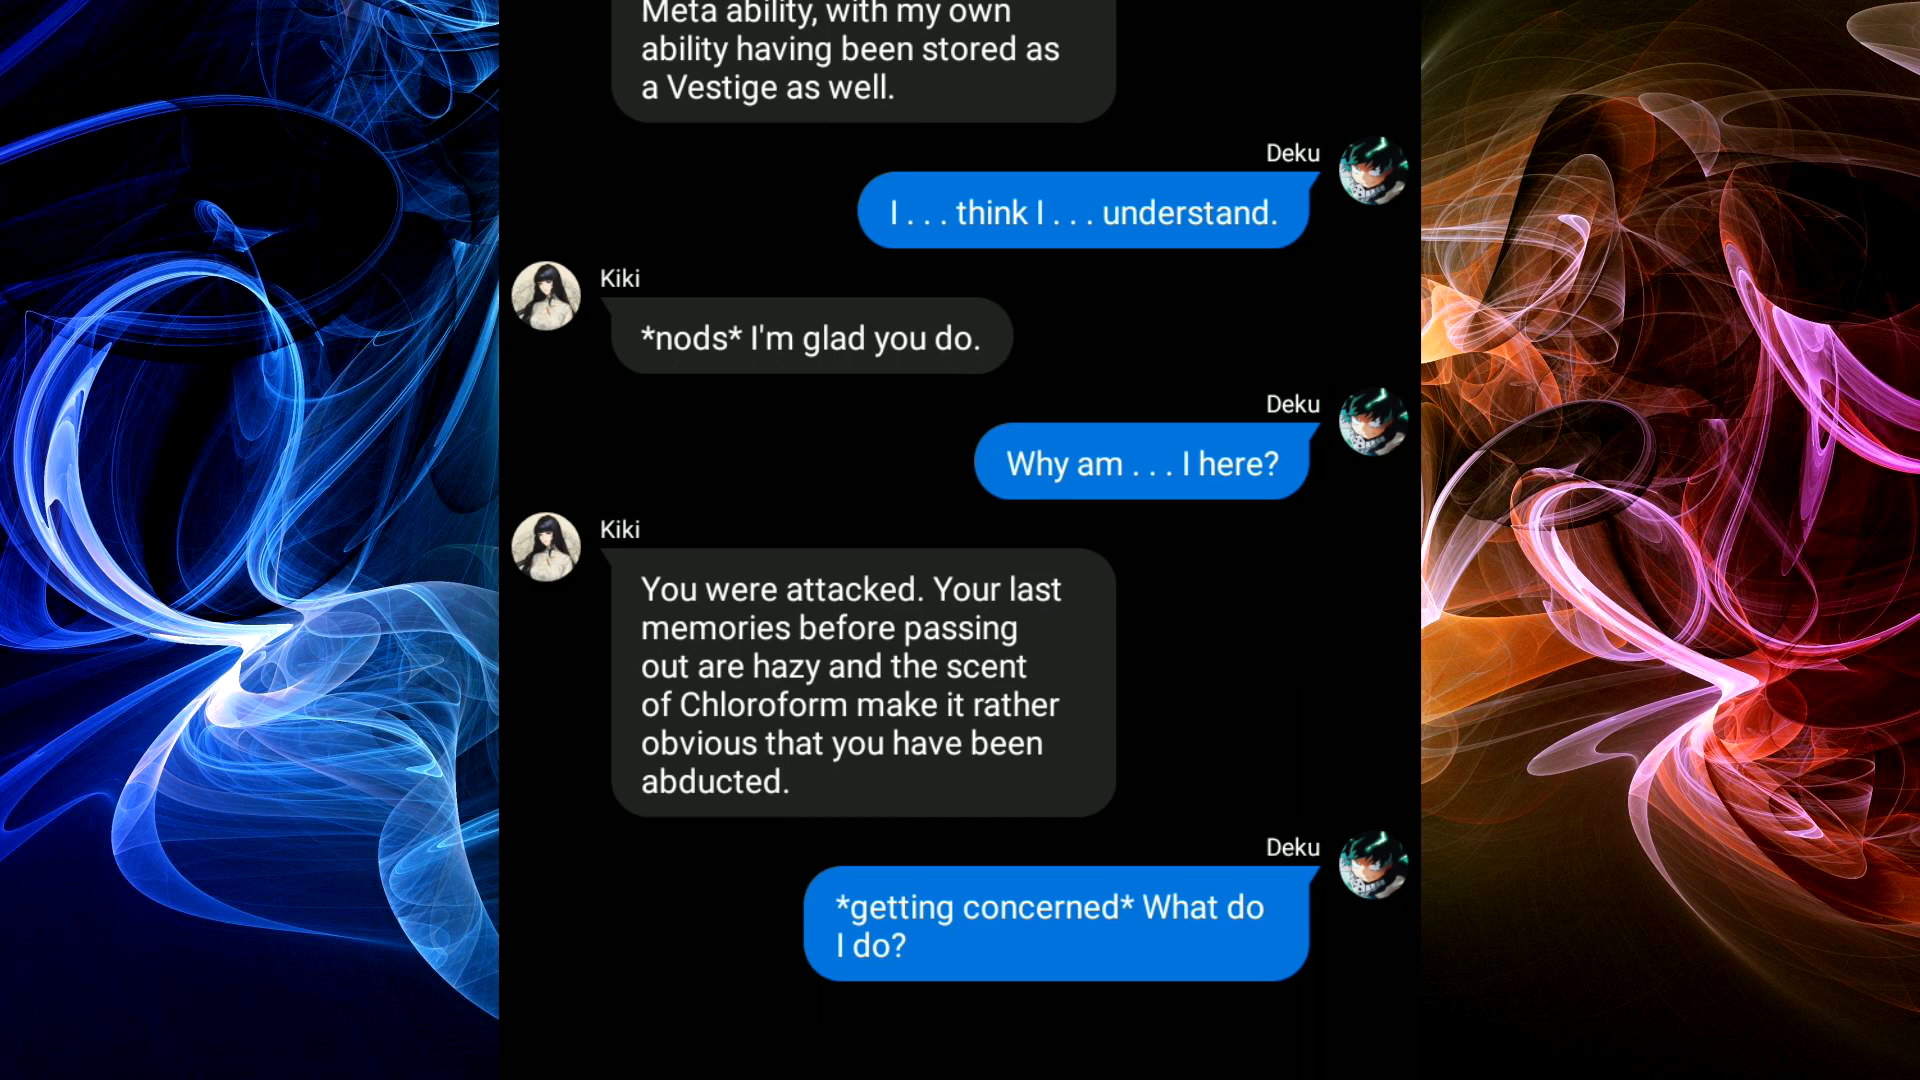 Meta ability, with my own
ability having been stored as
a Vestige as well.
Deku
I . . . think I . . . understand.
Kiki
*nods* I'm glad you do.
Deku
Why am . . . I here?
Kiki
You were attacked. Your last
memories before passing
out are hazy and the scent
of Chloroform make it rather
obvious that you have been
abducted.
Deku
*getting concerned* What do
I do?